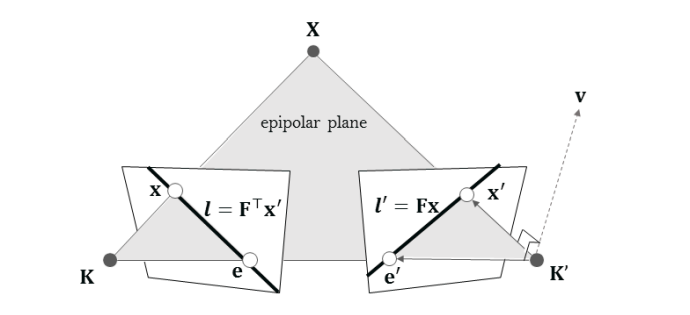 X
v
epipolar plane
x
l = F⊤x′
l′ = Fx
x′
K
e
e′
K′